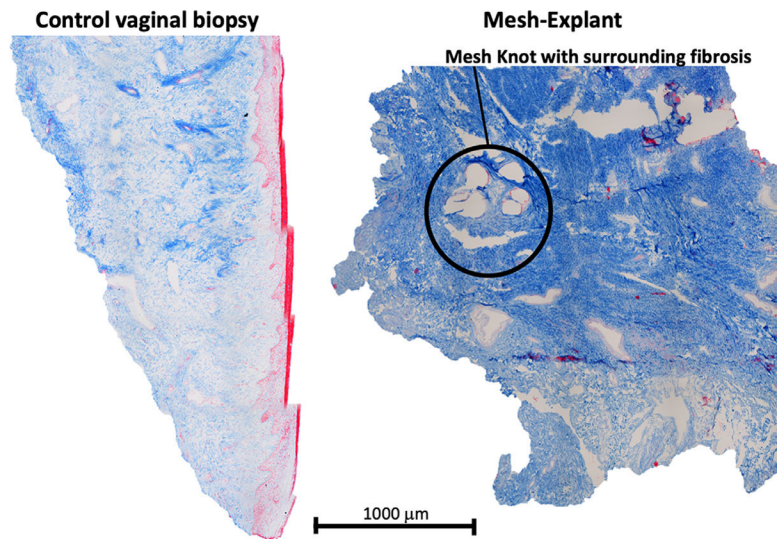 Control vaginal biopsy
Mesh-Explant
Mesh Knot with surrounding fibrosis
1000 µm